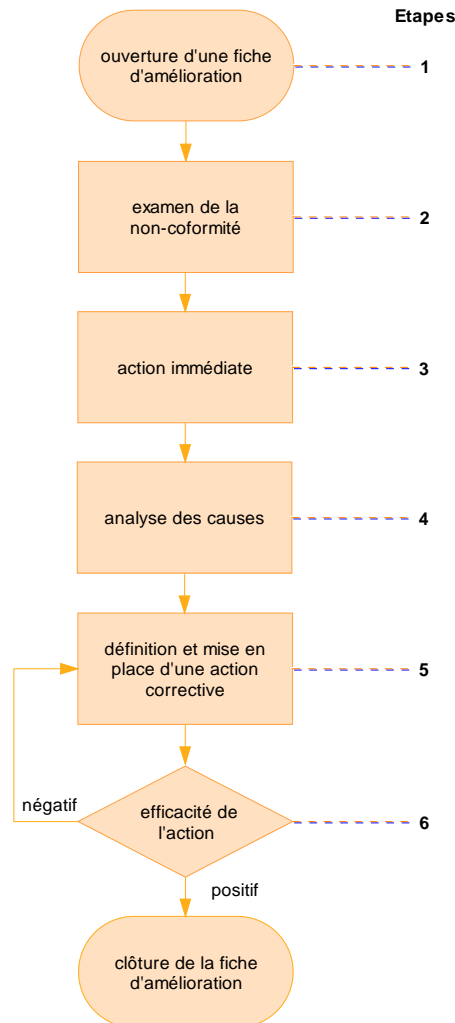 Etapes
ouverture d'une fiche
d'amélioration
1
examen de la
non-coformité
2
action immédiate
3
analyse des causes
4
définition et mise en
place d'une action
corrective
5
négatif
efficacité de
l'action
6
positif
clôture de la fiche
d'amélioration